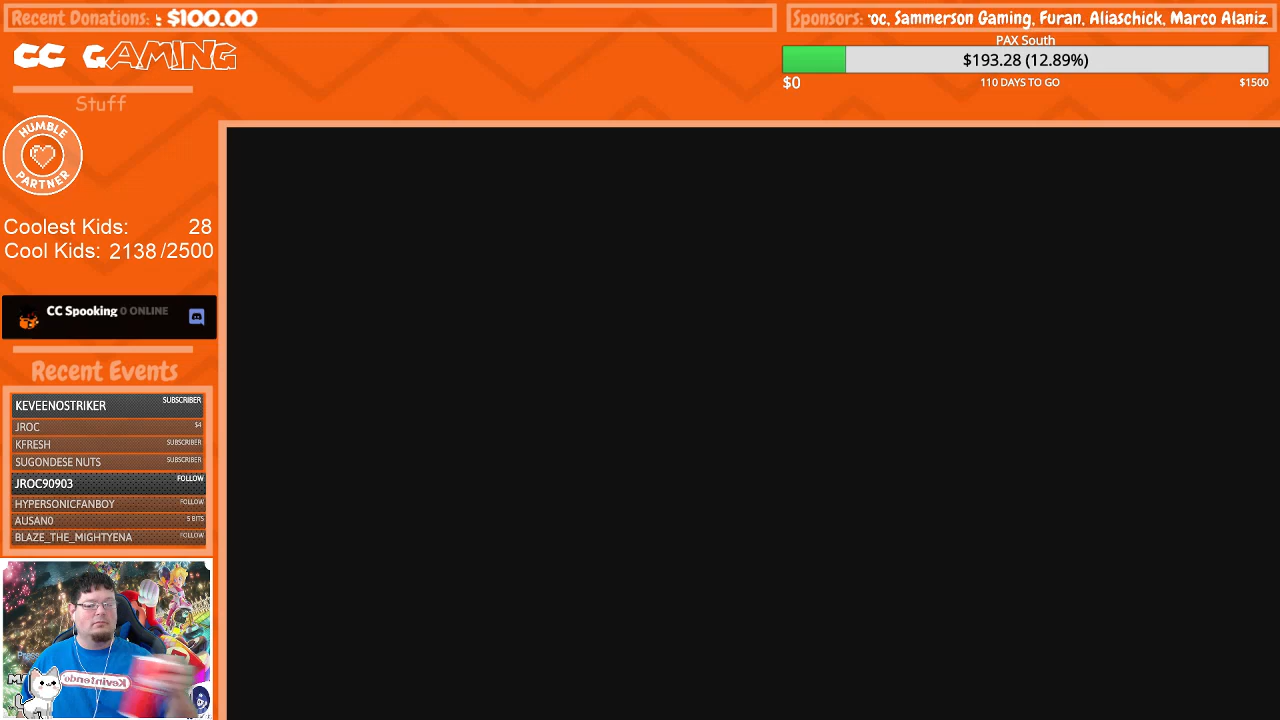 Recent Donations: : $100.00
Sponsors: roc, Sammerson Gaming, Furan, Aliaschick, Marco Alaniz
CC GAMING
PAX South
$193.28 (12.89%)
$0 110 DAYS TO GO $1500
Stuff
HUMBLE
PARTNER
Coolest Kids: 28
Cool Kids: 2138 /2500
CC Spooking 0 ONLINE
Recent Events
KEVEENOSTRIKER SUBSCRIBER
JROC $4
KFRESH SUBSCRIBER
SUGONDESE NUTS SUBSCRIBER
JROC90903 FOLLOW
HYPERSONICFANBOY FOLLOW
AUSAN0 5 BITS
BLAZE_THE_MIGHTYENA FOLLOW
Press
Kevintendo